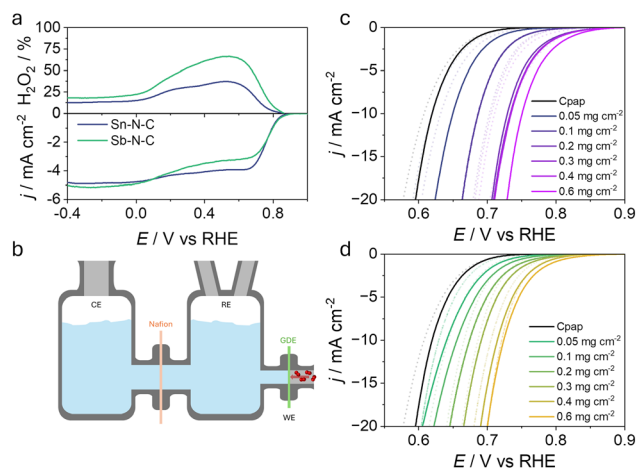 a
100
75
50
25
0
H₂O₂ / %
0
-2
-4
-6
j / mA cm⁻²
Sn-N-C
Sb-N-C
-0.4
0.0
0.4
0.8
E / V vs RHE
b
CE
RE
Nafion
GDE
WE
c
0
−5
−10
−15
−20
j / mA cm⁻²
Cpap
0.05 mg cm⁻²
0.1 mg cm⁻²
0.2 mg cm⁻²
0.3 mg cm⁻²
0.4 mg cm⁻²
0.6 mg cm⁻²
0.6
0.7
0.8
0.9
E / V vs RHE
d
0
−5
−10
−15
−20
j / mA cm⁻²
Cpap
0.05 mg cm⁻²
0.1 mg cm⁻²
0.2 mg cm⁻²
0.3 mg cm⁻²
0.4 mg cm⁻²
0.6 mg cm⁻²
0.6
0.7
0.8
0.9
E / V vs RHE